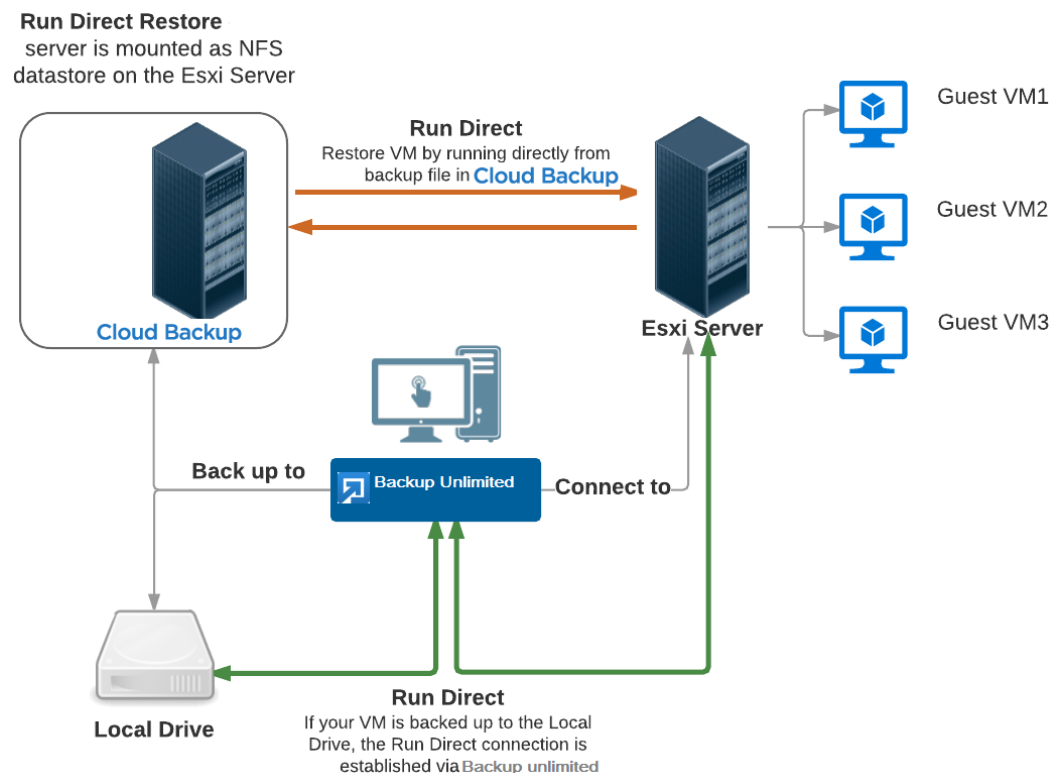 Run Direct Restore
server is mounted as NFS
datastore on the Esxi Server
Run Direct
Restore VM by running directly from
backup file in Cloud Backup
Guest VM1
Guest VM2
Guest VM3
Cloud Backup
Esxi Server
Back up to
Backup Unlimited
Connect to
Local Drive
Run Direct
If your VM is backed up to the Local
Drive, the Run Direct connection is
established via Backup unlimited